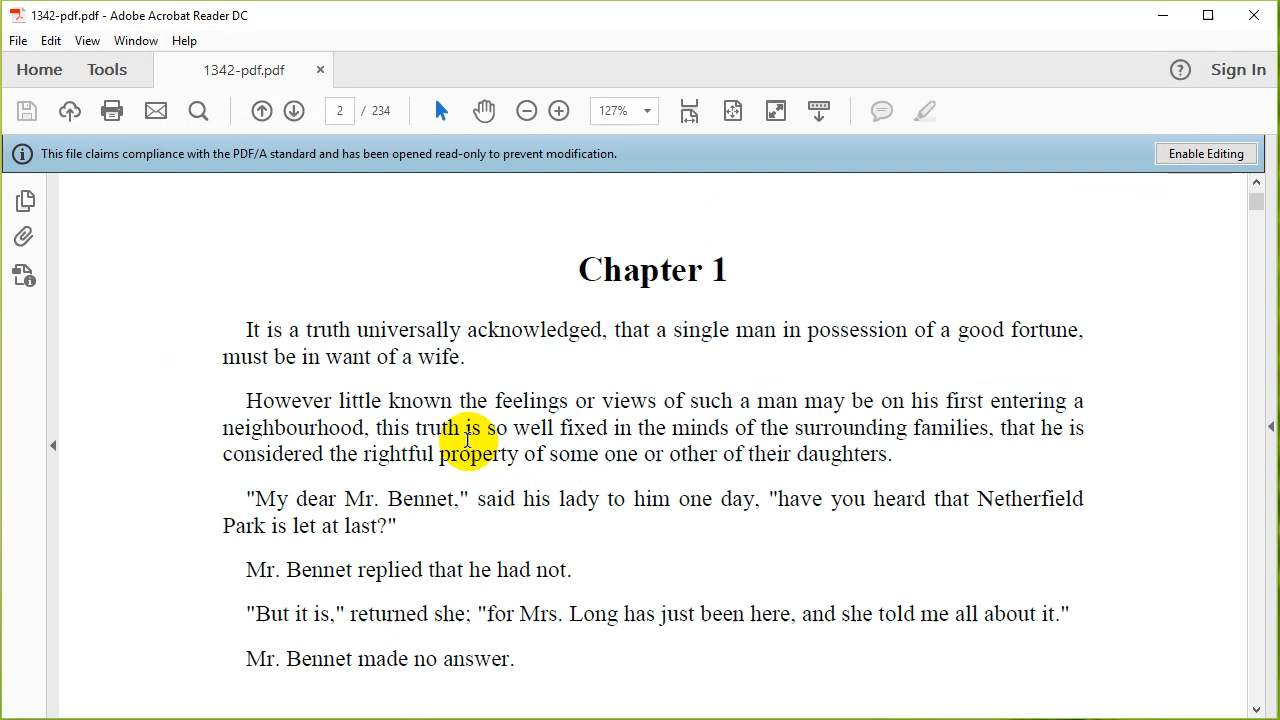 1342-pdf.pdf - Adobe Acrobat Reader DC
File Edit View Window Help
Home Tools 1342-pdf.pdf × ? Sign In
2 / 234 127%
This file claims compliance with the PDF/A standard and has been opened read-only to prevent modification. Enable Editing
Chapter 1
It is a truth universally acknowledged, that a single man in possession of a good fortune,
must be in want of a wife.
However little known the feelings or views of such a man may be on his first entering a
neighbourhood, this truth is so well fixed in the minds of the surrounding families, that he is
considered the rightful property of some one or other of their daughters.
"My dear Mr. Bennet," said his lady to him one day, "have you heard that Netherfield
Park is let at last?"
Mr. Bennet replied that he had not.
"But it is," returned she; "for Mrs. Long has just been here, and she told me all about it."
Mr. Bennet made no answer.